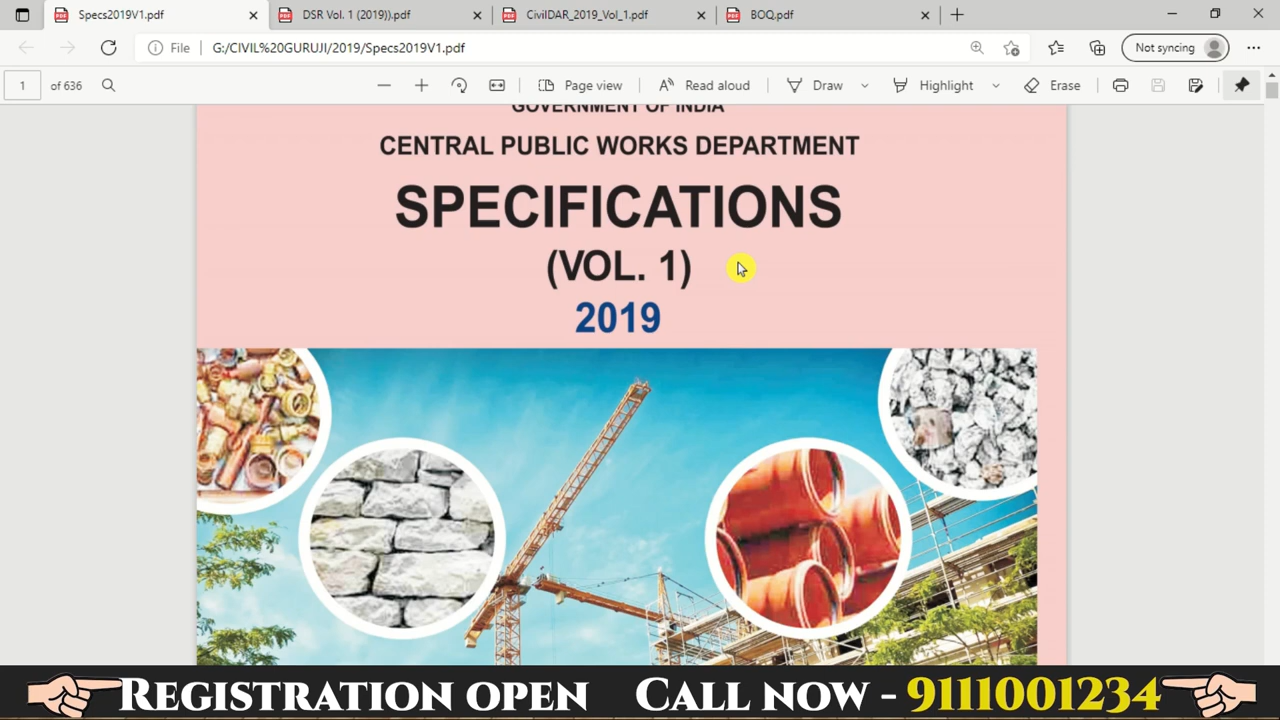 Specs2019V1.pdf
DSR Vol. 1 (2019)).pdf
CivilDAR_2019_Vol_1.pdf
BOQ.pdf
File
G:/CIVIL%20GURUJI/2019/Specs2019V1.pdf
Not syncing
1 of 636
Page view
Read aloud
Draw
Highlight
Erase
GOVERNMENT OF INDIA
CENTRAL PUBLIC WORKS DEPARTMENT
SPECIFICATIONS
(VOL. 1)
2019
REGISTRATION OPEN CALL NOW - 9111001234